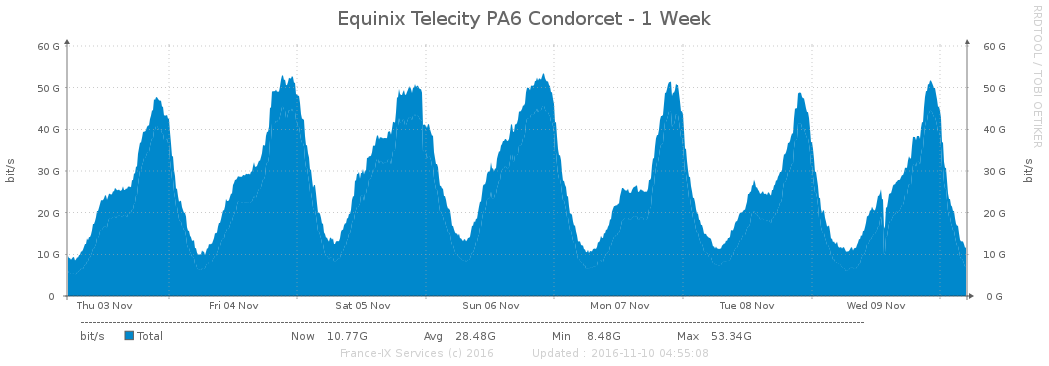 Equinix Telecity PA6 Condorcet - 1 Week
RRDTOOL / TOBI OETIKER
bit/s
60 G
50 G
40 G
30 G
20 G
10 G
0
60 G
50 G
40 G
30 G
20 G
10 G
0 G
bit/s
Thu 03 Nov Fri 04 Nov Sat 05 Nov Sun 06 Nov Mon 07 Nov Tue 08 Nov Wed 09 Nov
bit/s Total Now 10.77G Avg 28.48G Min 8.48G Max 53.34G
France-IX Services (c) 2016 Updated : 2016-11-10 04:55:08